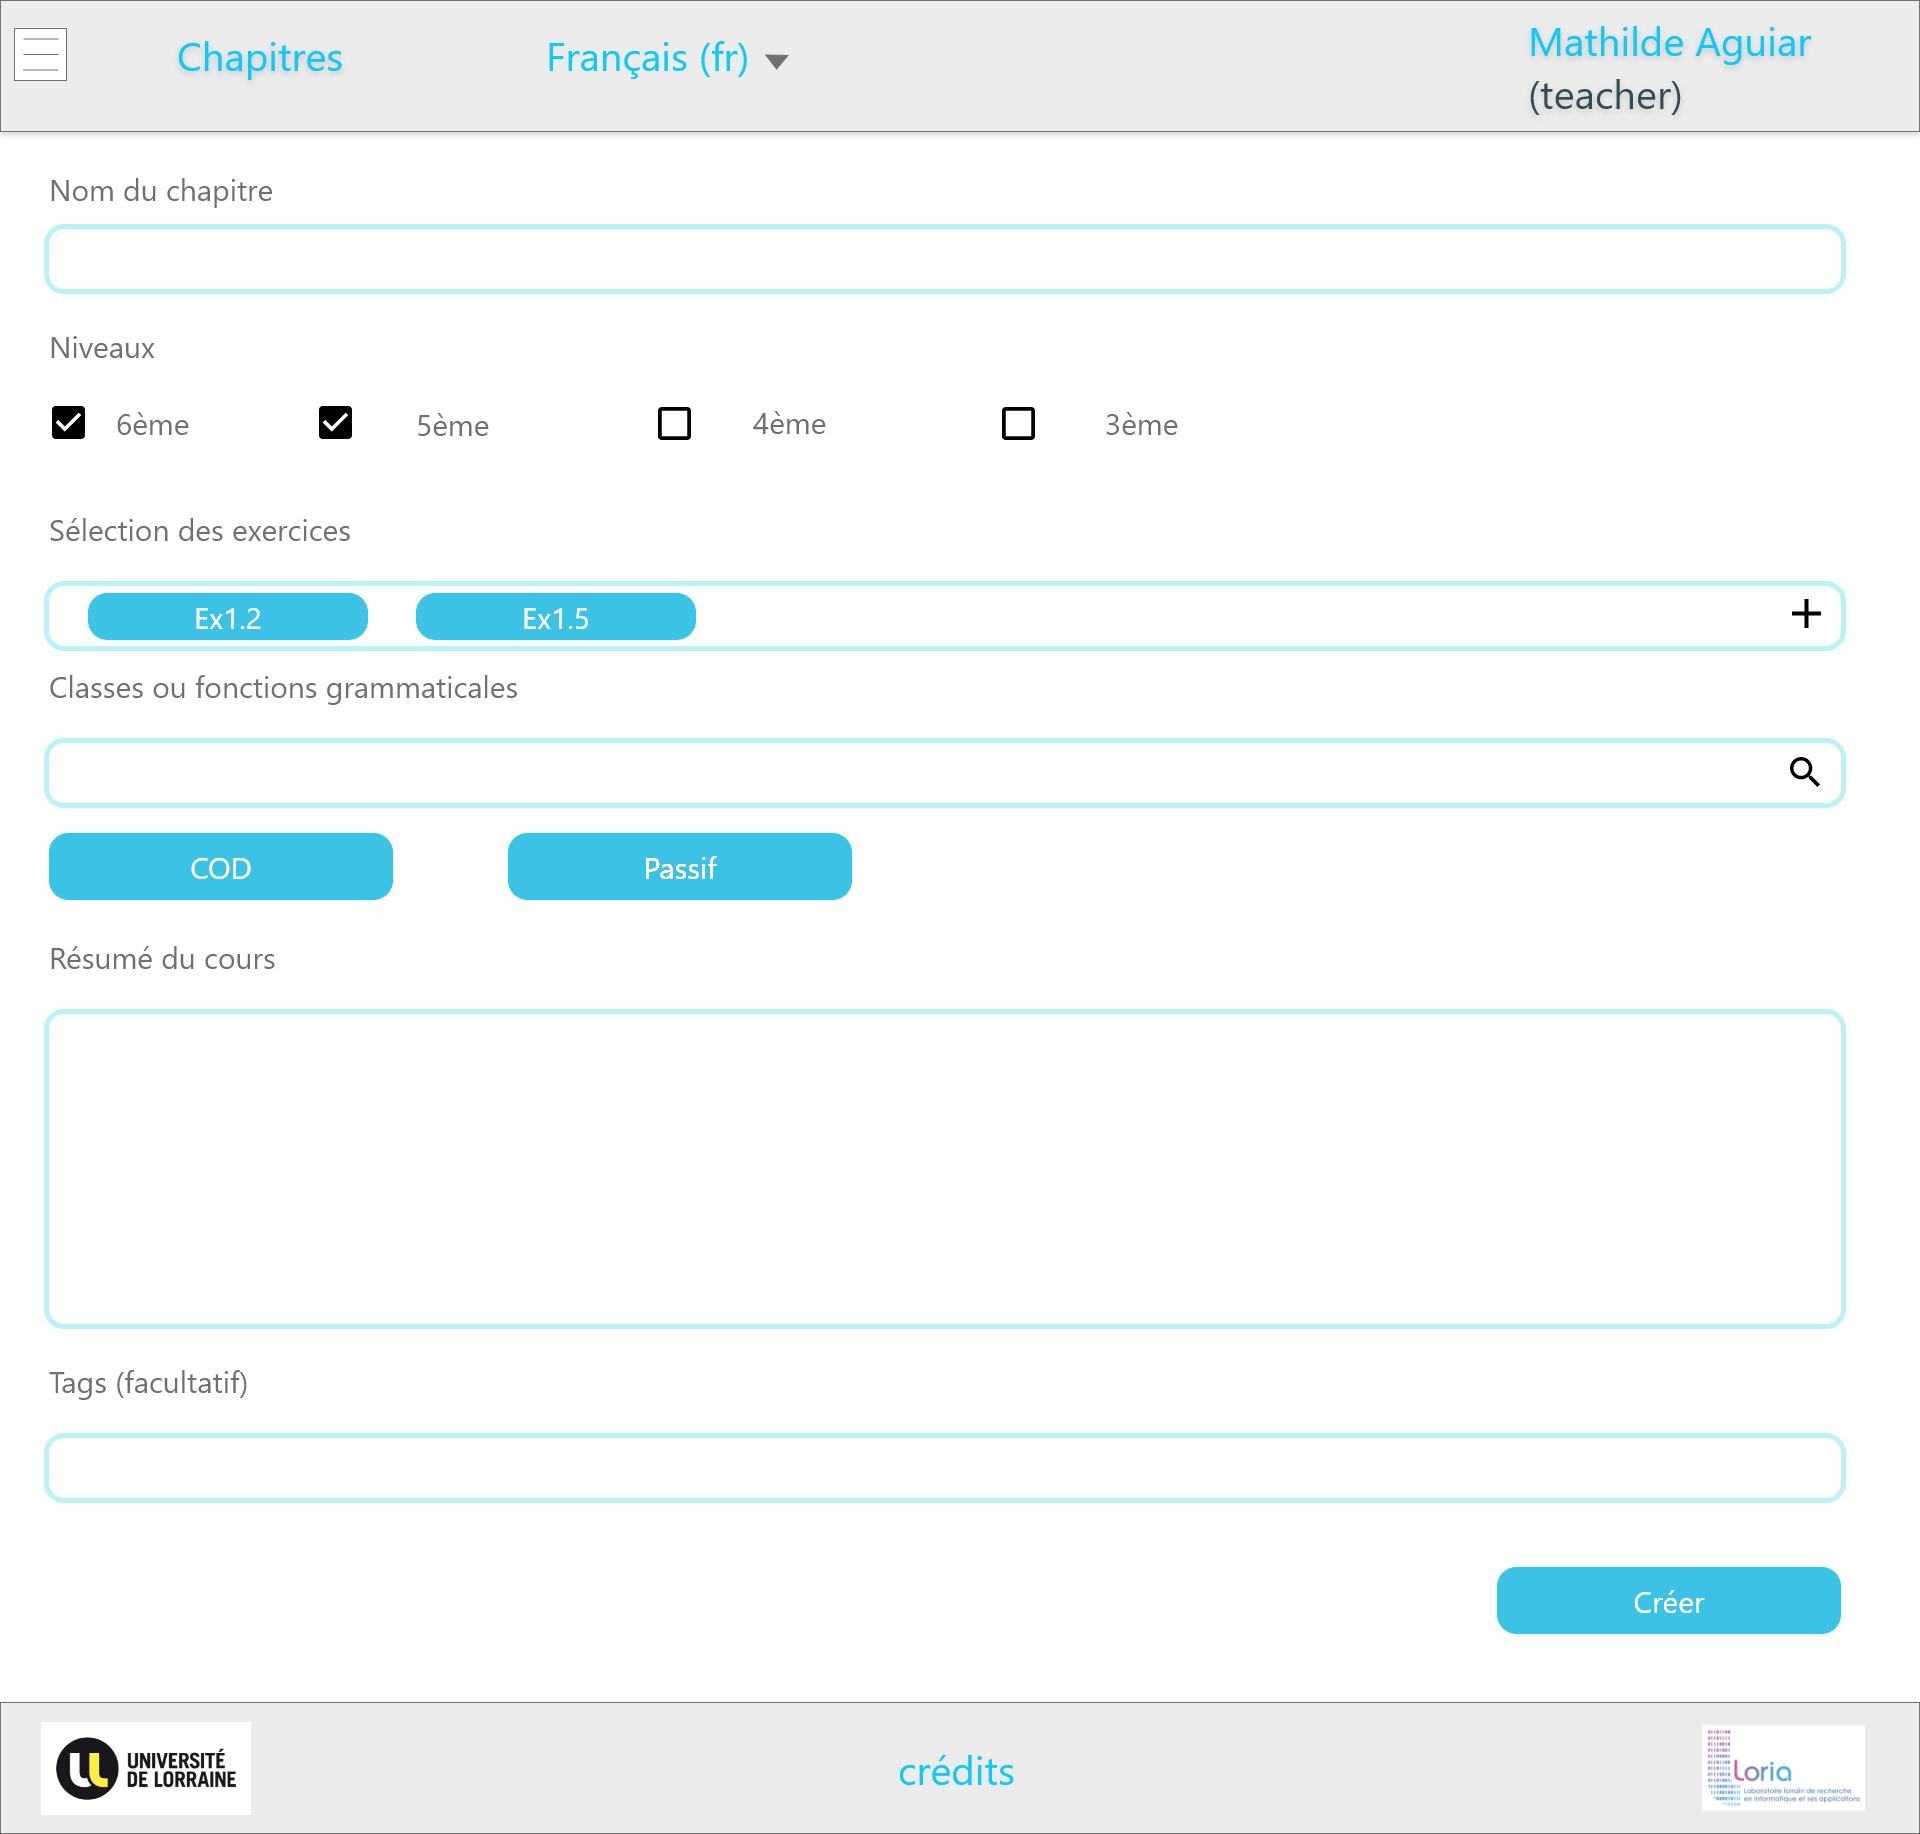 Chapitres
Français (fr)
Mathilde Aguiar
(teacher)
Nom du chapitre
Niveaux
6ème
5ème
4ème
3ème
Sélection des exercices
Ex1.2
Ex1.5
Classes ou fonctions grammaticales
COD
Passif
Résumé du cours
Tags (facultatif)
Créer
UNIVERSITÉ
DE LORRAINE
crédits
Loria
Laboratoire lorrain de recherche
en informatique et ses applications